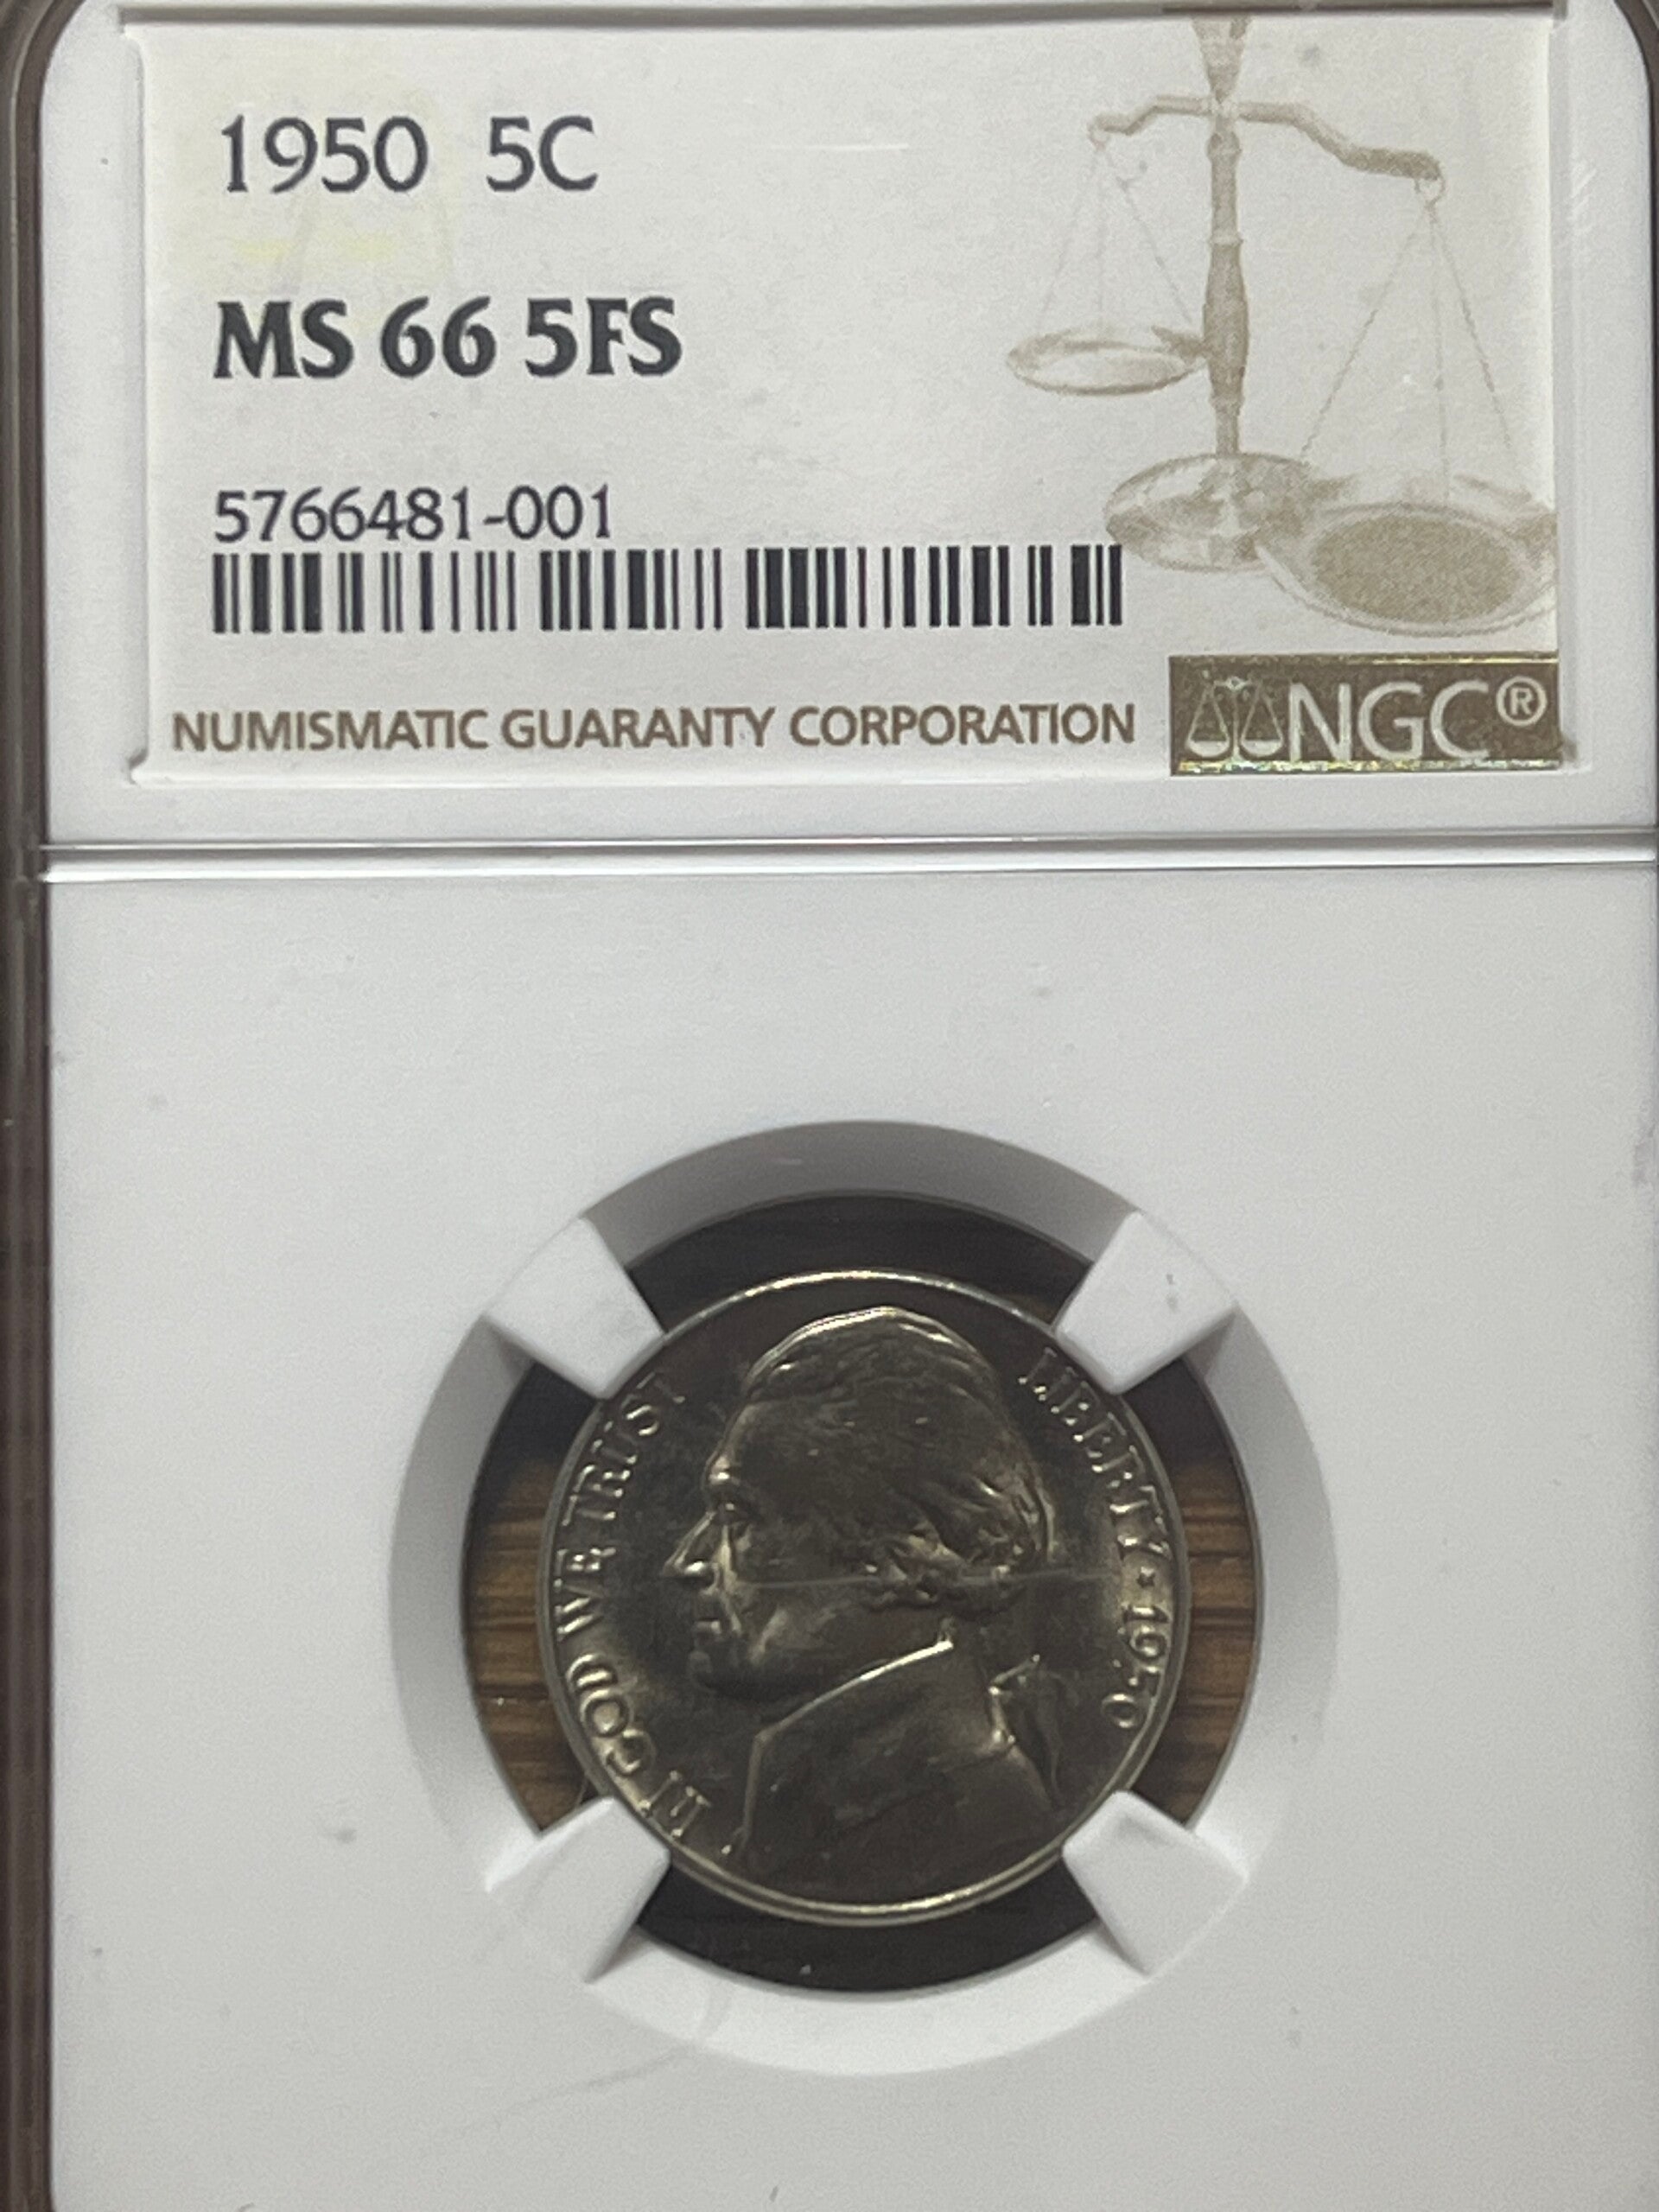 1950 5C
MS 66 5FS
5766481-001
NUMISMATIC GUARANTY CORPORATION
NGC®
IN GOD WE TRUST
LIBERTY * 1950